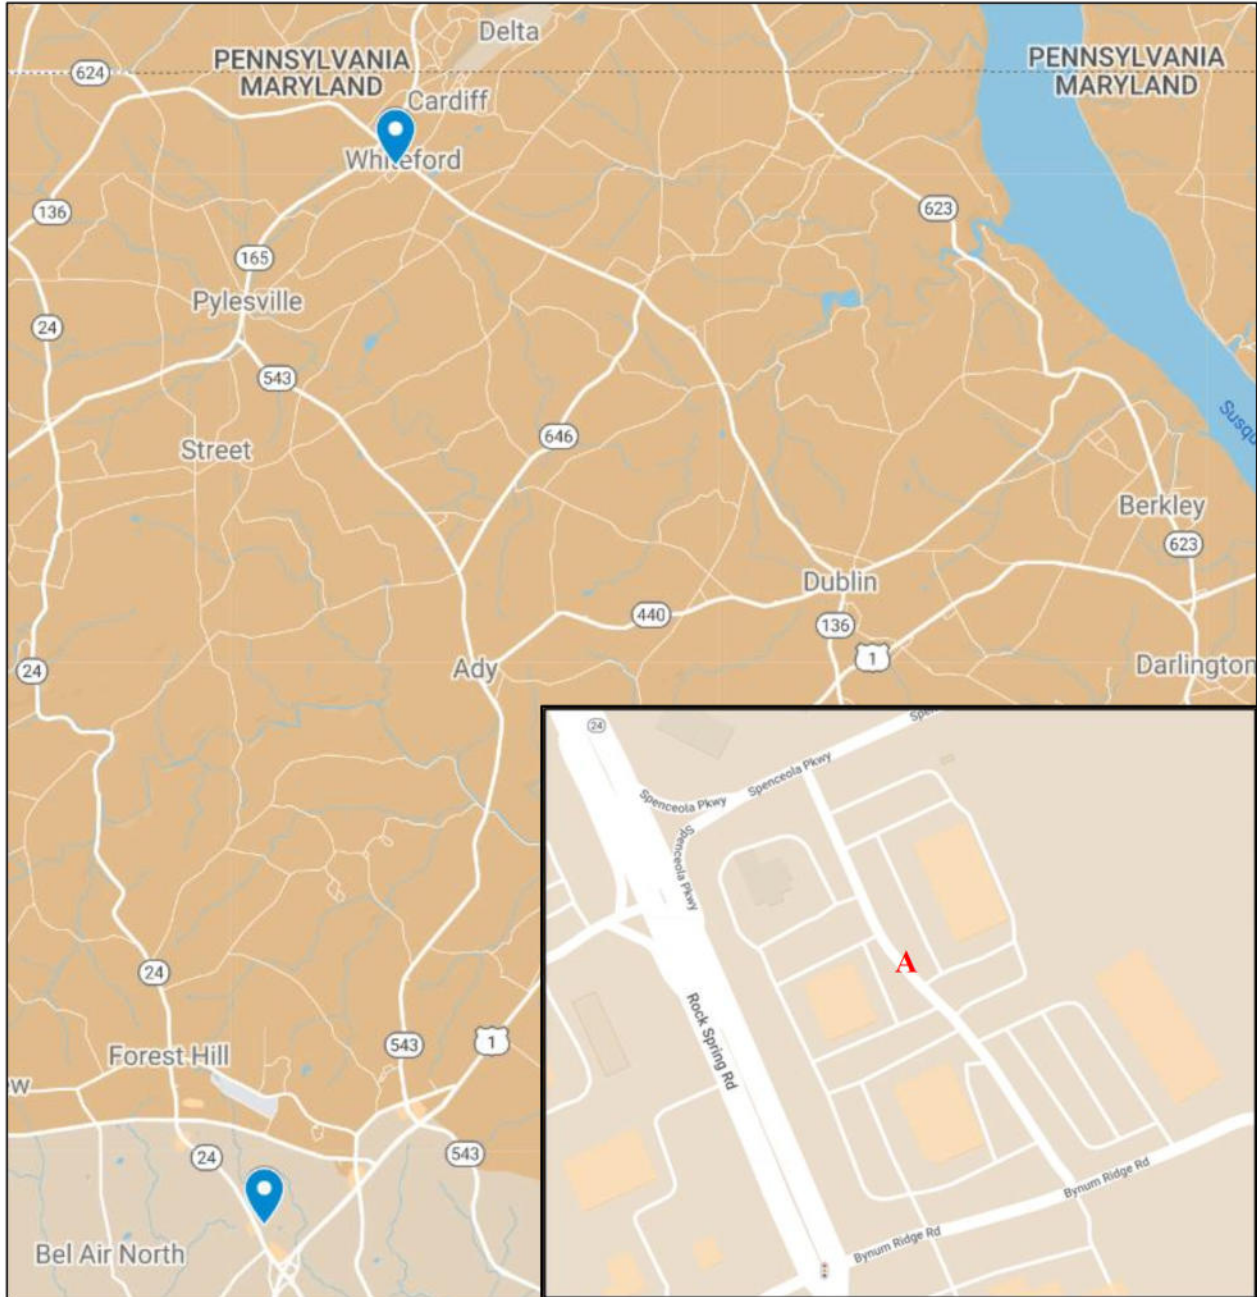 Delta
PENNSYLVANIA
MARYLAND
PENNSYLVANIA
MARYLAND
624
Cardiff
Whiteford
136
623
165
Pylesville
24
543
646
Street
Susqu
Berkley
623
Dublin
440
136
1
24
Ady
Darlington
24
Spenceola Pkwy
Spenceola Pkwy
Spenceola Pkwy
A
24
Rock Spring Rd
543
1
Forest Hill
ew
24
543
Bynum Ridge Rd
Bynum Ridge Rd
Bel Air North